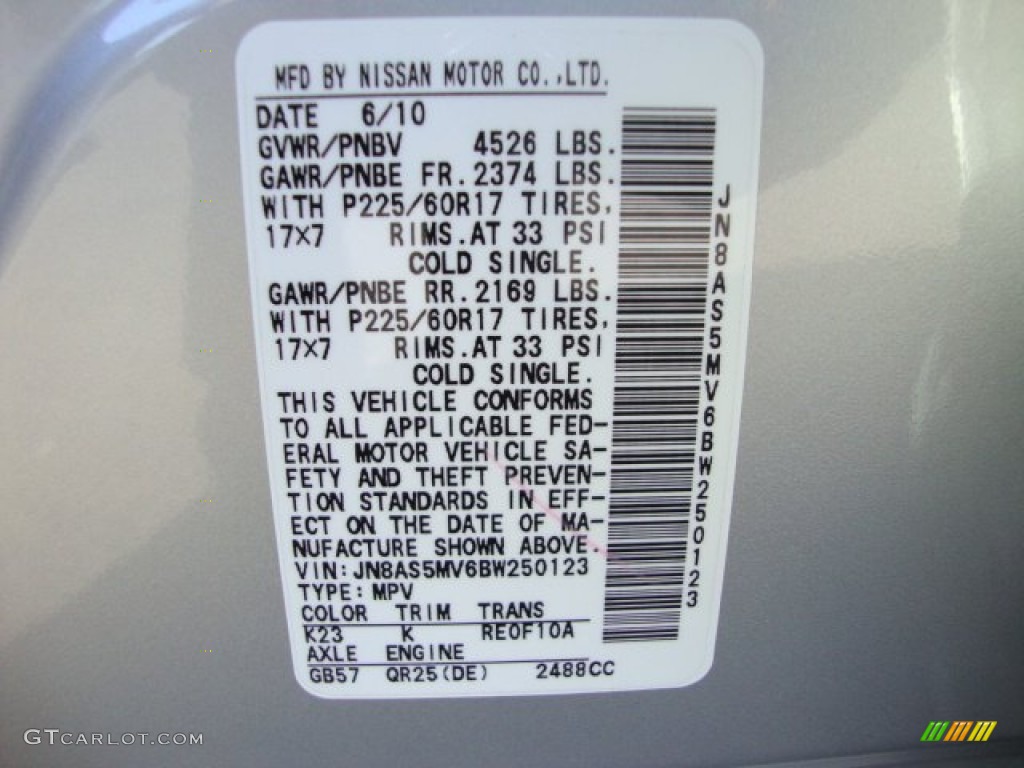 MFD BY NISSAN MOTOR CO.,LTD.
DATE 6/10
GVWR/PNBV 4526 LBS.
GAWR/PNBE FR.2374 LBS.
WITH P225/60R17 TIRES,
17X7 RIMS.AT 33 PSI
COLD SINGLE.
GAWR/PNBE RR.2169 LBS.
WITH P225/60R17 TIRES,
17X7 RIMS.AT 33 PSI
COLD SINGLE.
THIS VEHICLE CONFORMS
TO ALL APPLICABLE FED-
ERAL MOTOR VEHICLE SA-
FETY AND THEFT PREVEN-
TION STANDARDS IN EFF-
ECT ON THE DATE OF MA-
NUFACTURE SHOWN ABOVE.
VIN:JN8AS5MV6BW250123
TYPE:MPV
COLOR TRIM TRANS
K23 K RE0F10A
AXLE ENGINE
GB57 QR25(DE) 2488CC
JN8AS5MV6BW250123
GTCARLOT.COM